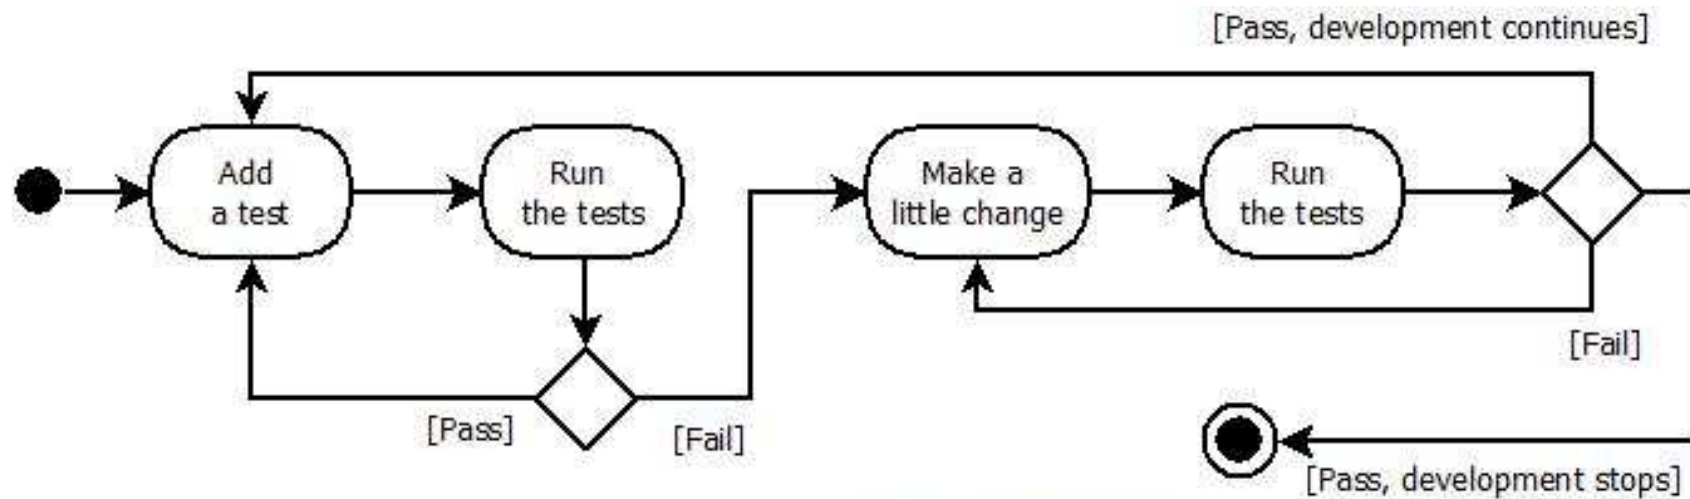 [Pass, development continues]
Add
a test
Run
the tests
Make a
little change
Run
the tests
[Fail]
[Pass]
[Fail]
[Pass, development stops]